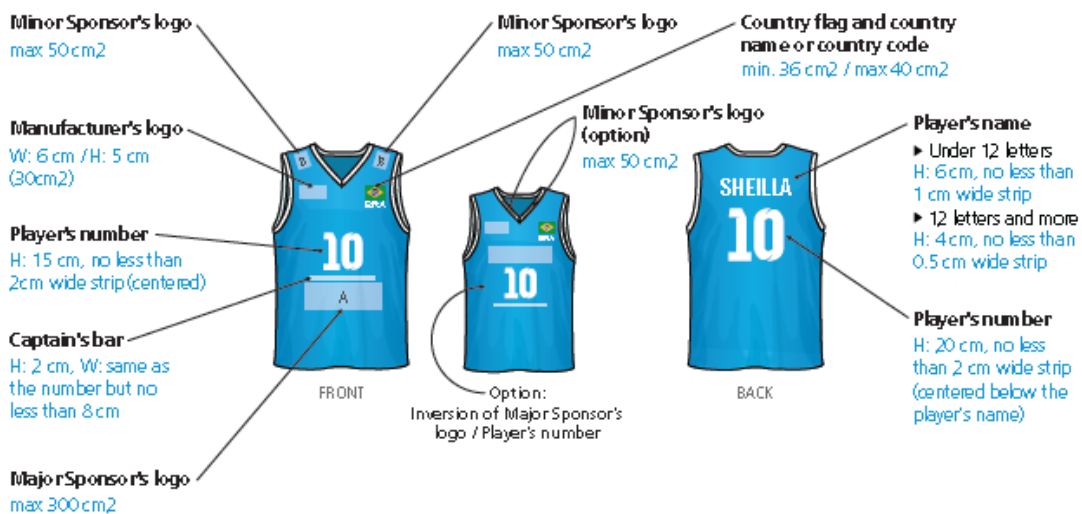 Minor Sponsor's logo
max 50 cm2
Minor Sponsor's logo
max 50 cm2
Country flag and country
name or country code
min. 36 cm2 / max 40 cm2
Manufacturer's logo
W: 6 cm / H: 5 cm
(30cm2)
Minor Sponsor's logo
(option)
max 50 cm2
Player's name
▸ Under 12 letters
H: 6cm, no less than
1 cm wide strip
▸ 12 letters and more
H: 4cm, no less than
0.5 cm wide strip
B
B
BRA
BRA
SHEILLA
10
10
10
A
Player's number
H: 15 cm, no less than
2cm wide strip (centered)
Captain's bar
H: 2 cm, W: same as
the number but no
less than 8 cm
Player's number
H: 20 cm, no less
than 2 cm wide strip
(centered below the
player's name)
FRONT
Option:
Inversion of Major Sponsor's
logo / Player's number
BACK
Major Sponsor's logo
max 300 cm2